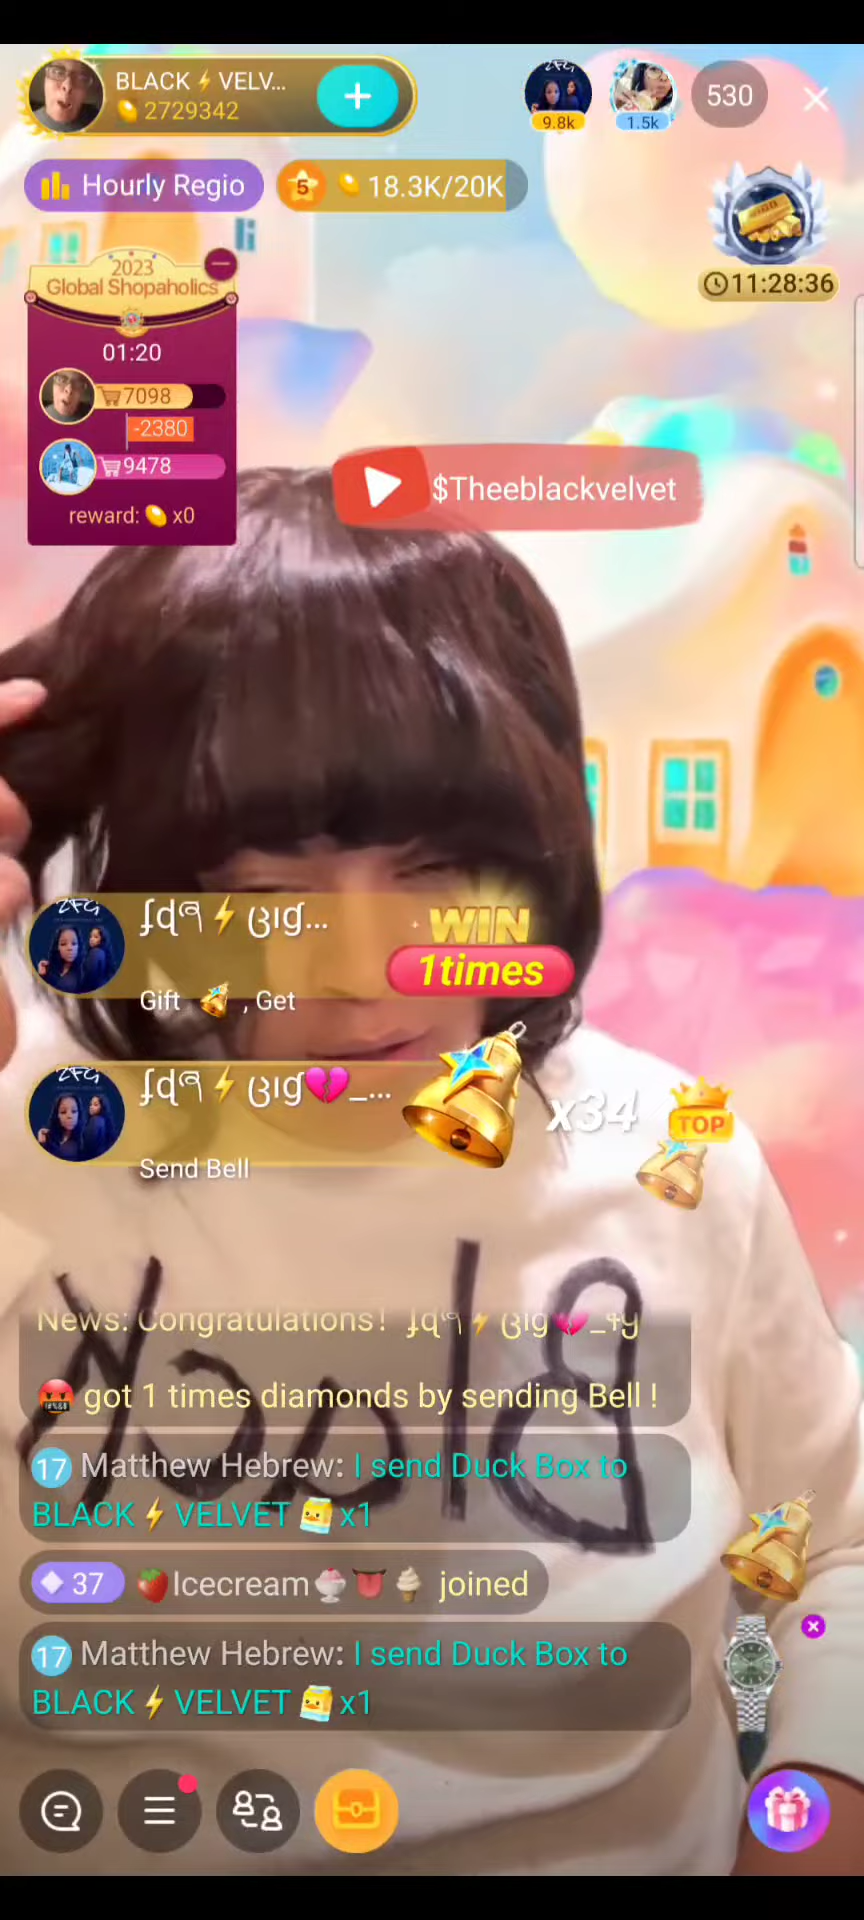 BLACK⚡VELV...
2729342
9.8k
1.5k
530
Hourly Regio
5
18.3K/20K
11:28:36
2023
Global Shopaholics
01:20
7098
-2380
9478
reward: x0
$Theeblackvelvet
WIN
1times
Gift , Get
Send Bell
x34
TOP
News: Congratulations!
got 1 times diamonds by sending Bell !
Black
17 Matthew Hebrew: I send Duck Box to
BLACK⚡VELVET x1
37 🍓Icecream🍨👅🍦 joined
17 Matthew Hebrew: I send Duck Box to
BLACK⚡VELVET x1